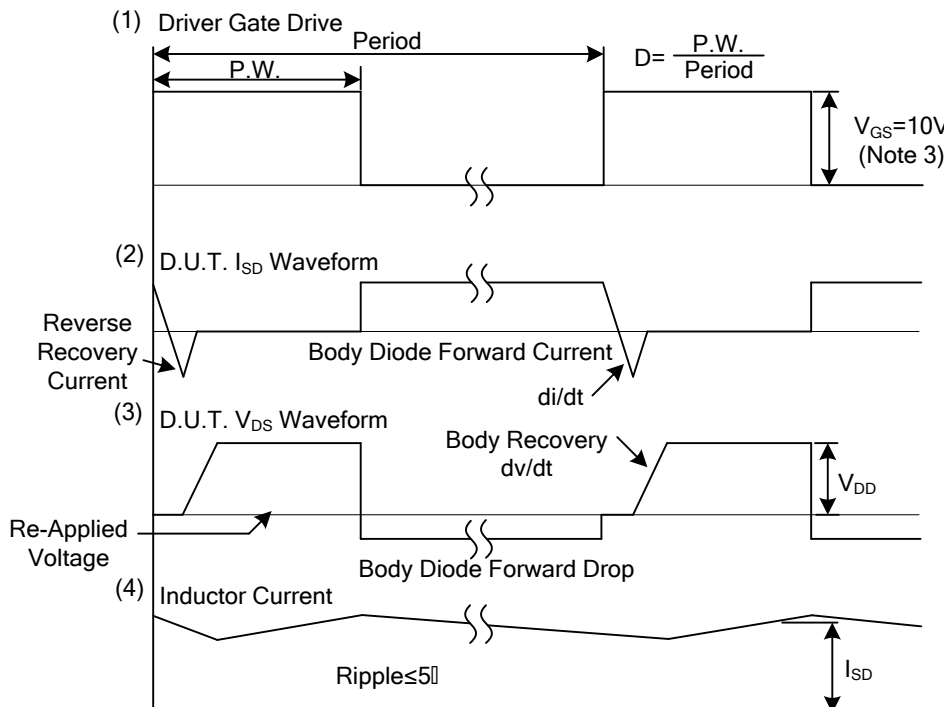 (1) Driver Gate Drive
Period
P.W.
D= P.W.
Period
VGS=10V
(Note 3)
(2) D.U.T. ISD Waveform
Reverse
Recovery
Current
Body Diode Forward Current
di/dt
(3) D.U.T. VDS Waveform
Body Recovery
dv/dt
VDD
Re-Applied
Voltage
Body Diode Forward Drop
(4) Inductor Current
Ripple≤5▯
ISD